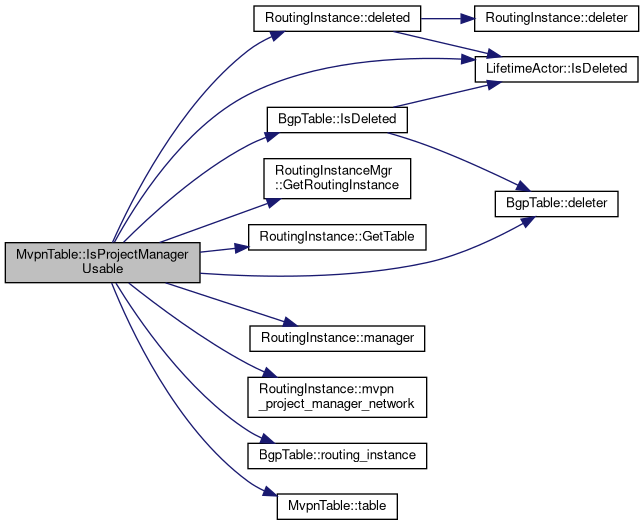 MvpnTable::IsProjectManager
Usable
RoutingInstance::deleted
RoutingInstance::deleter
LifetimeActor::IsDeleted
BgpTable::IsDeleted
RoutingInstanceMgr
::GetRoutingInstance
BgpTable::deleter
RoutingInstance::GetTable
RoutingInstance::manager
RoutingInstance::mvpn
_project_manager_network
BgpTable::routing_instance
MvpnTable::table